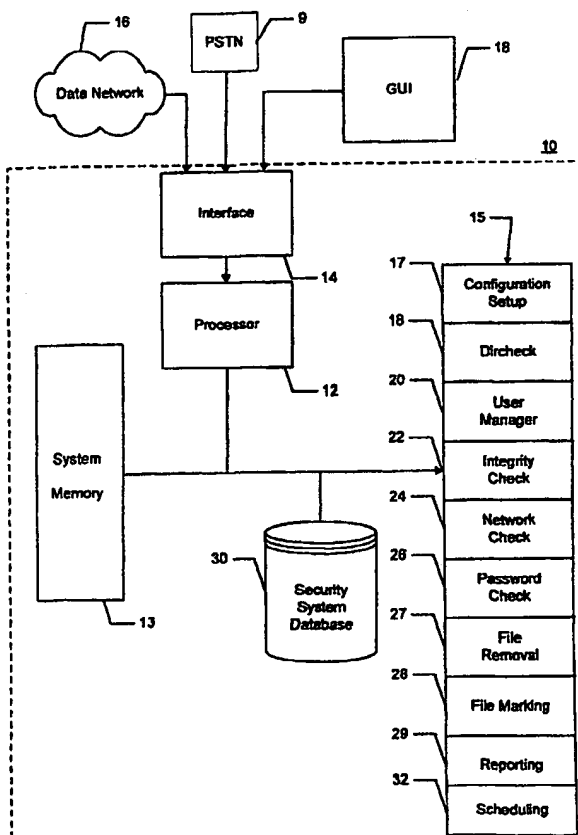 16
PSTN
9
Data Network
GUI
18
10
Interface
14
Processor
12
15
17
Configuration
Setup
18
Dircheck
20
User
Manager
22
Integrity
Check
24
Network
Check
26
Password
Check
27
File
Removal
28
File Marking
29
Reporting
32
Scheduling
System
Memory
13
30
Security
System
Database